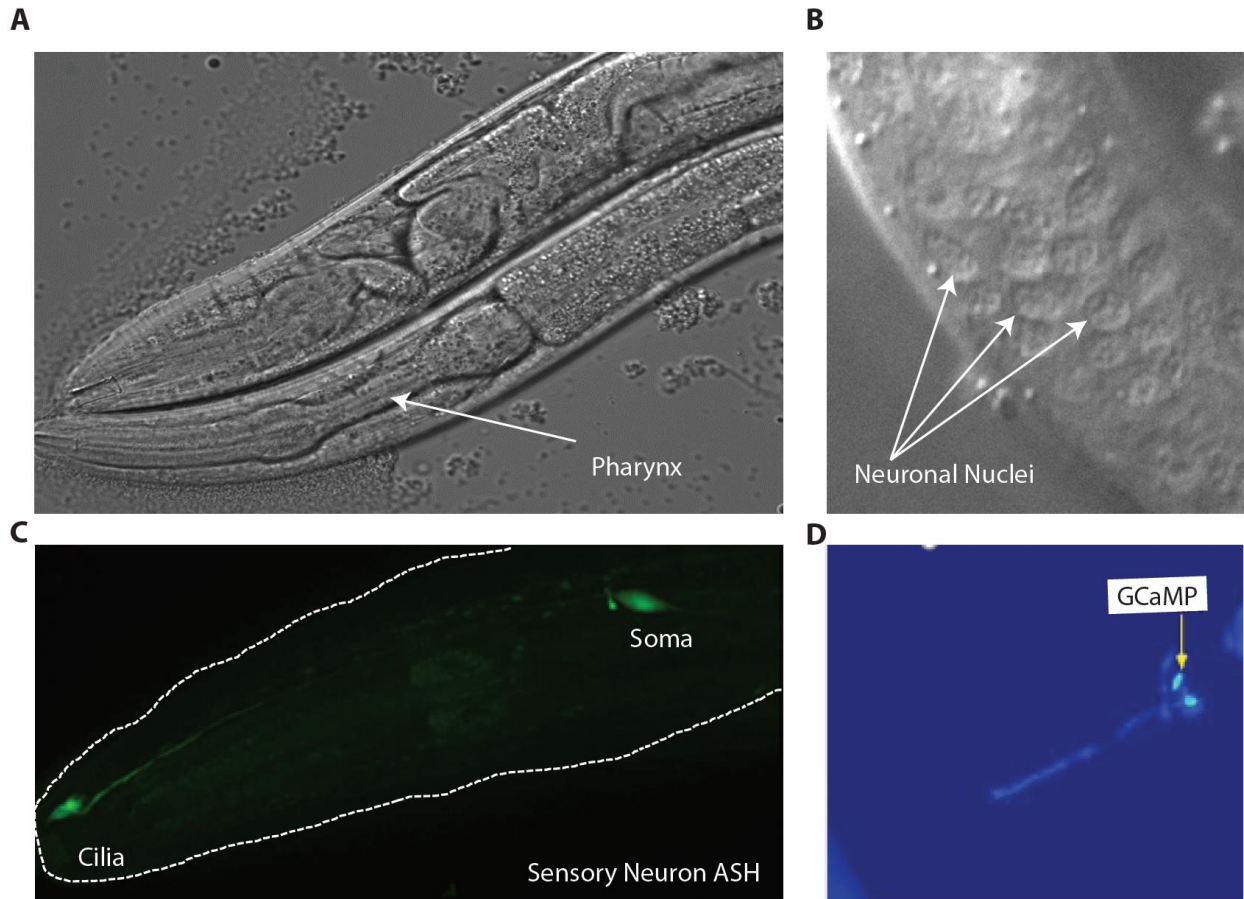 A
B
Pharynx
Neuronal Nuclei
C
D
GCaMP
Soma
Cilia
Sensory Neuron ASH